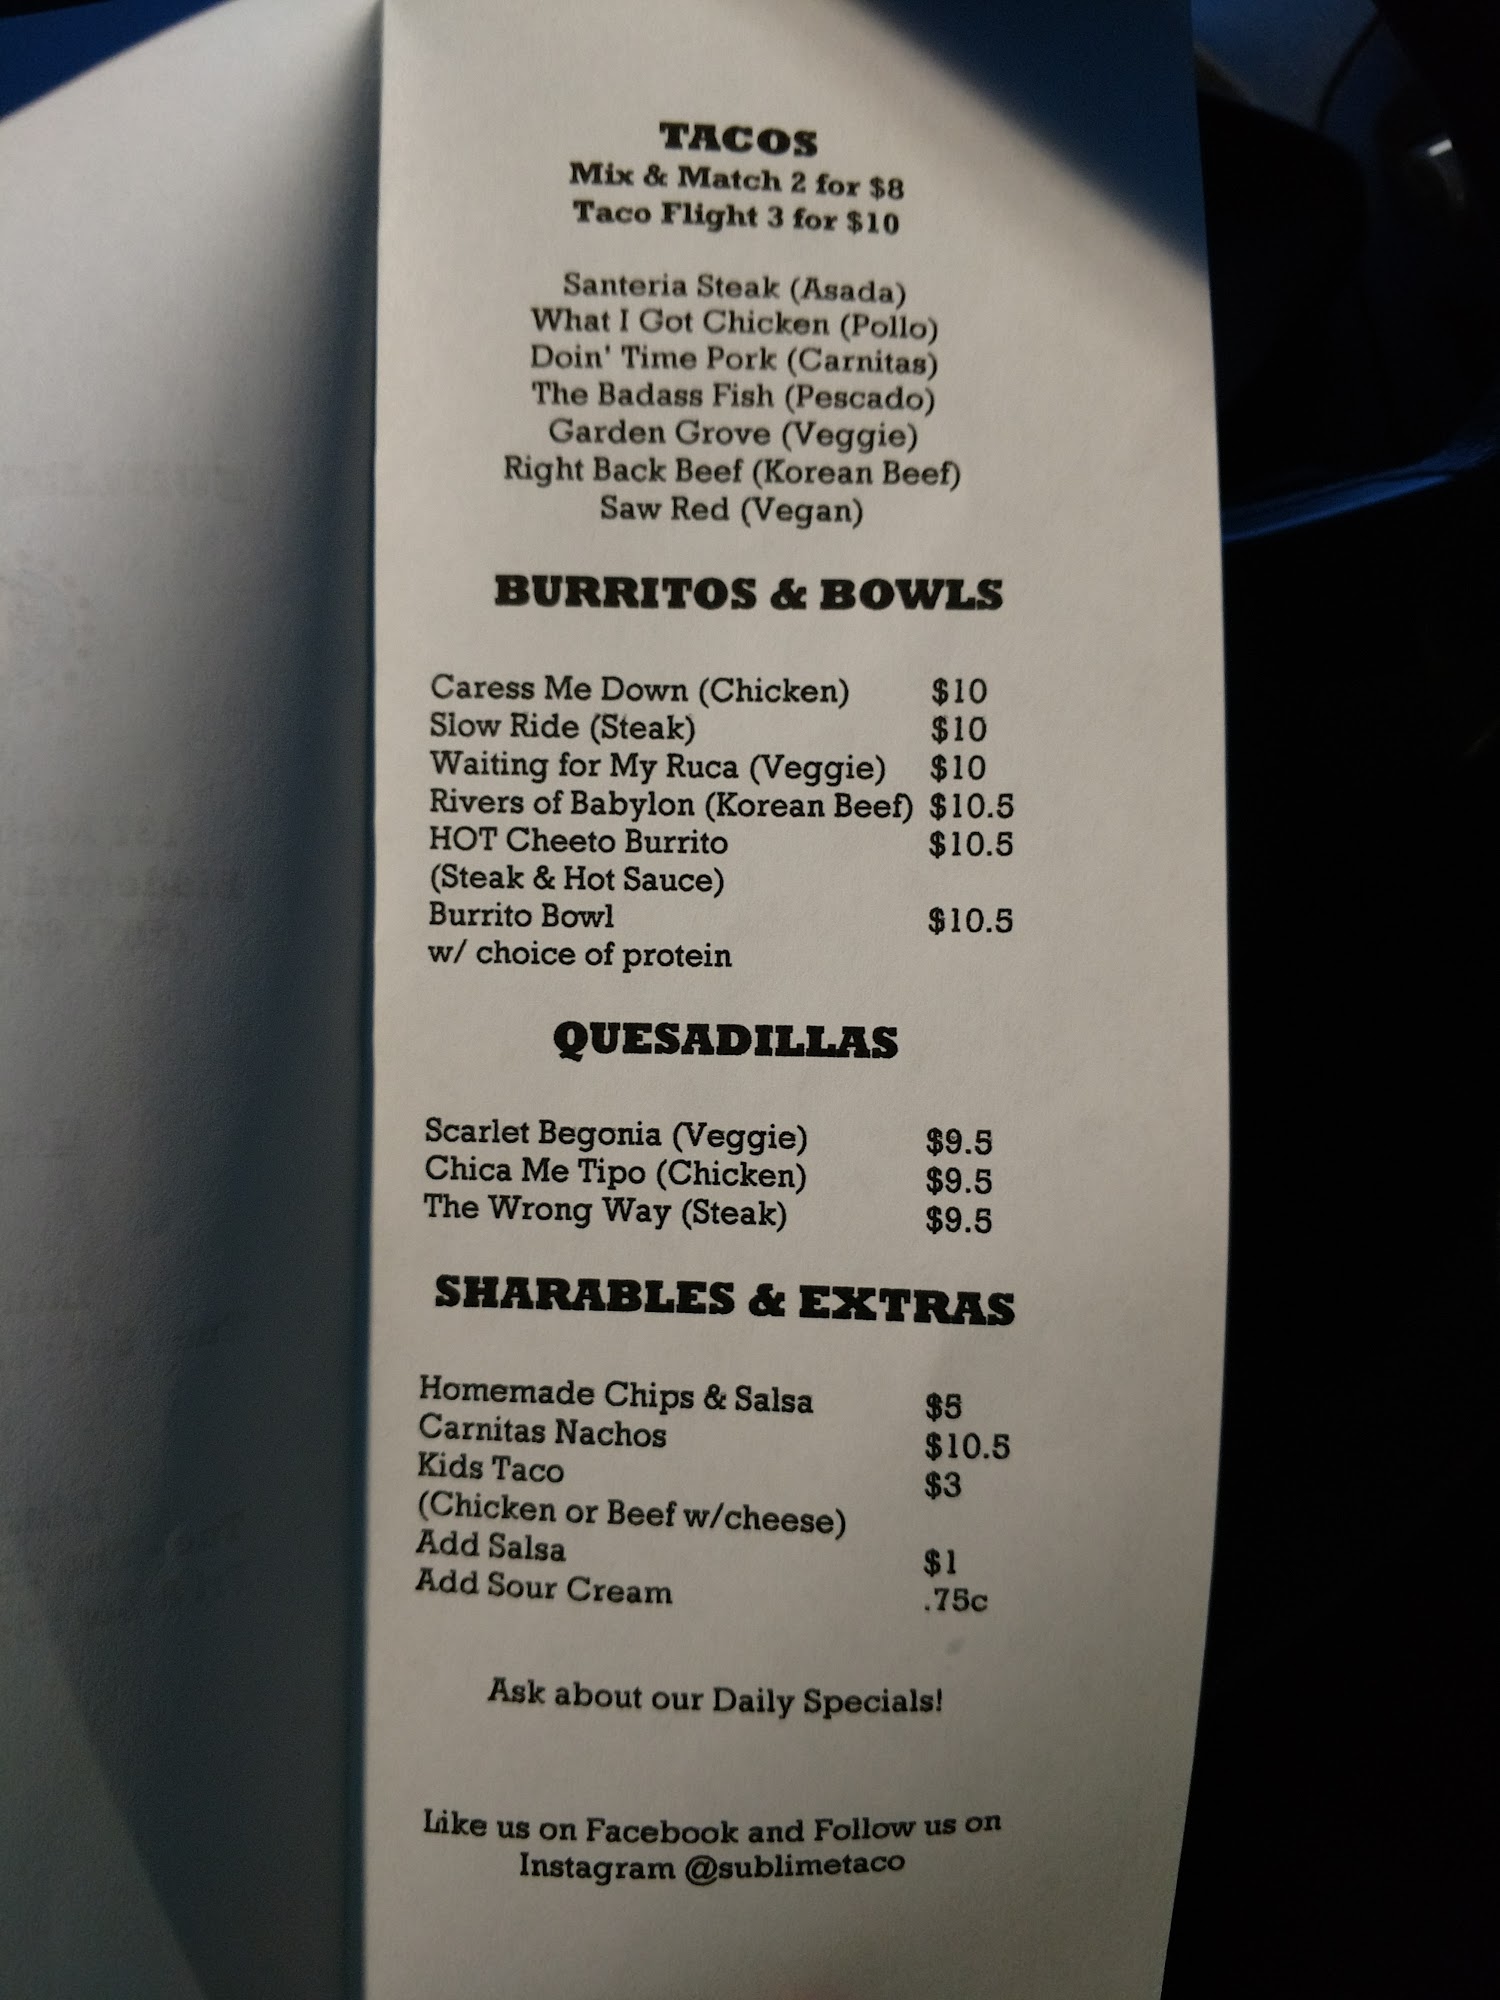 TACOS
Mix & Match 2 for $8
Taco Flight 3 for $10
Santeria Steak (Asada)
What I Got Chicken (Pollo)
Doin' Time Pork (Carnitas)
The Badass Fish (Pescado)
Garden Grove (Veggie)
Right Back Beef (Korean Beef)
Saw Red (Vegan)
BURRITOS & BOWLS
Caress Me Down (Chicken) $10
Slow Ride (Steak) $10
Waiting for My Ruca (Veggie) $10
Rivers of Babylon (Korean Beef) $10.5
HOT Cheeto Burrito $10.5
(Steak & Hot Sauce)
Burrito Bowl $10.5
w/ choice of protein
QUESADILLAS
Scarlet Begonia (Veggie) $9.5
Chica Me Tipo (Chicken) $9.5
The Wrong Way (Steak) $9.5
SHARABLES & EXTRAS
Homemade Chips & Salsa $5
Carnitas Nachos $10.5
Kids Taco $3
(Chicken or Beef w/cheese)
Add Salsa $1
Add Sour Cream .75c
Ask about our Daily Specials!
Like us on Facebook and Follow us on
Instagram @sublimetaco